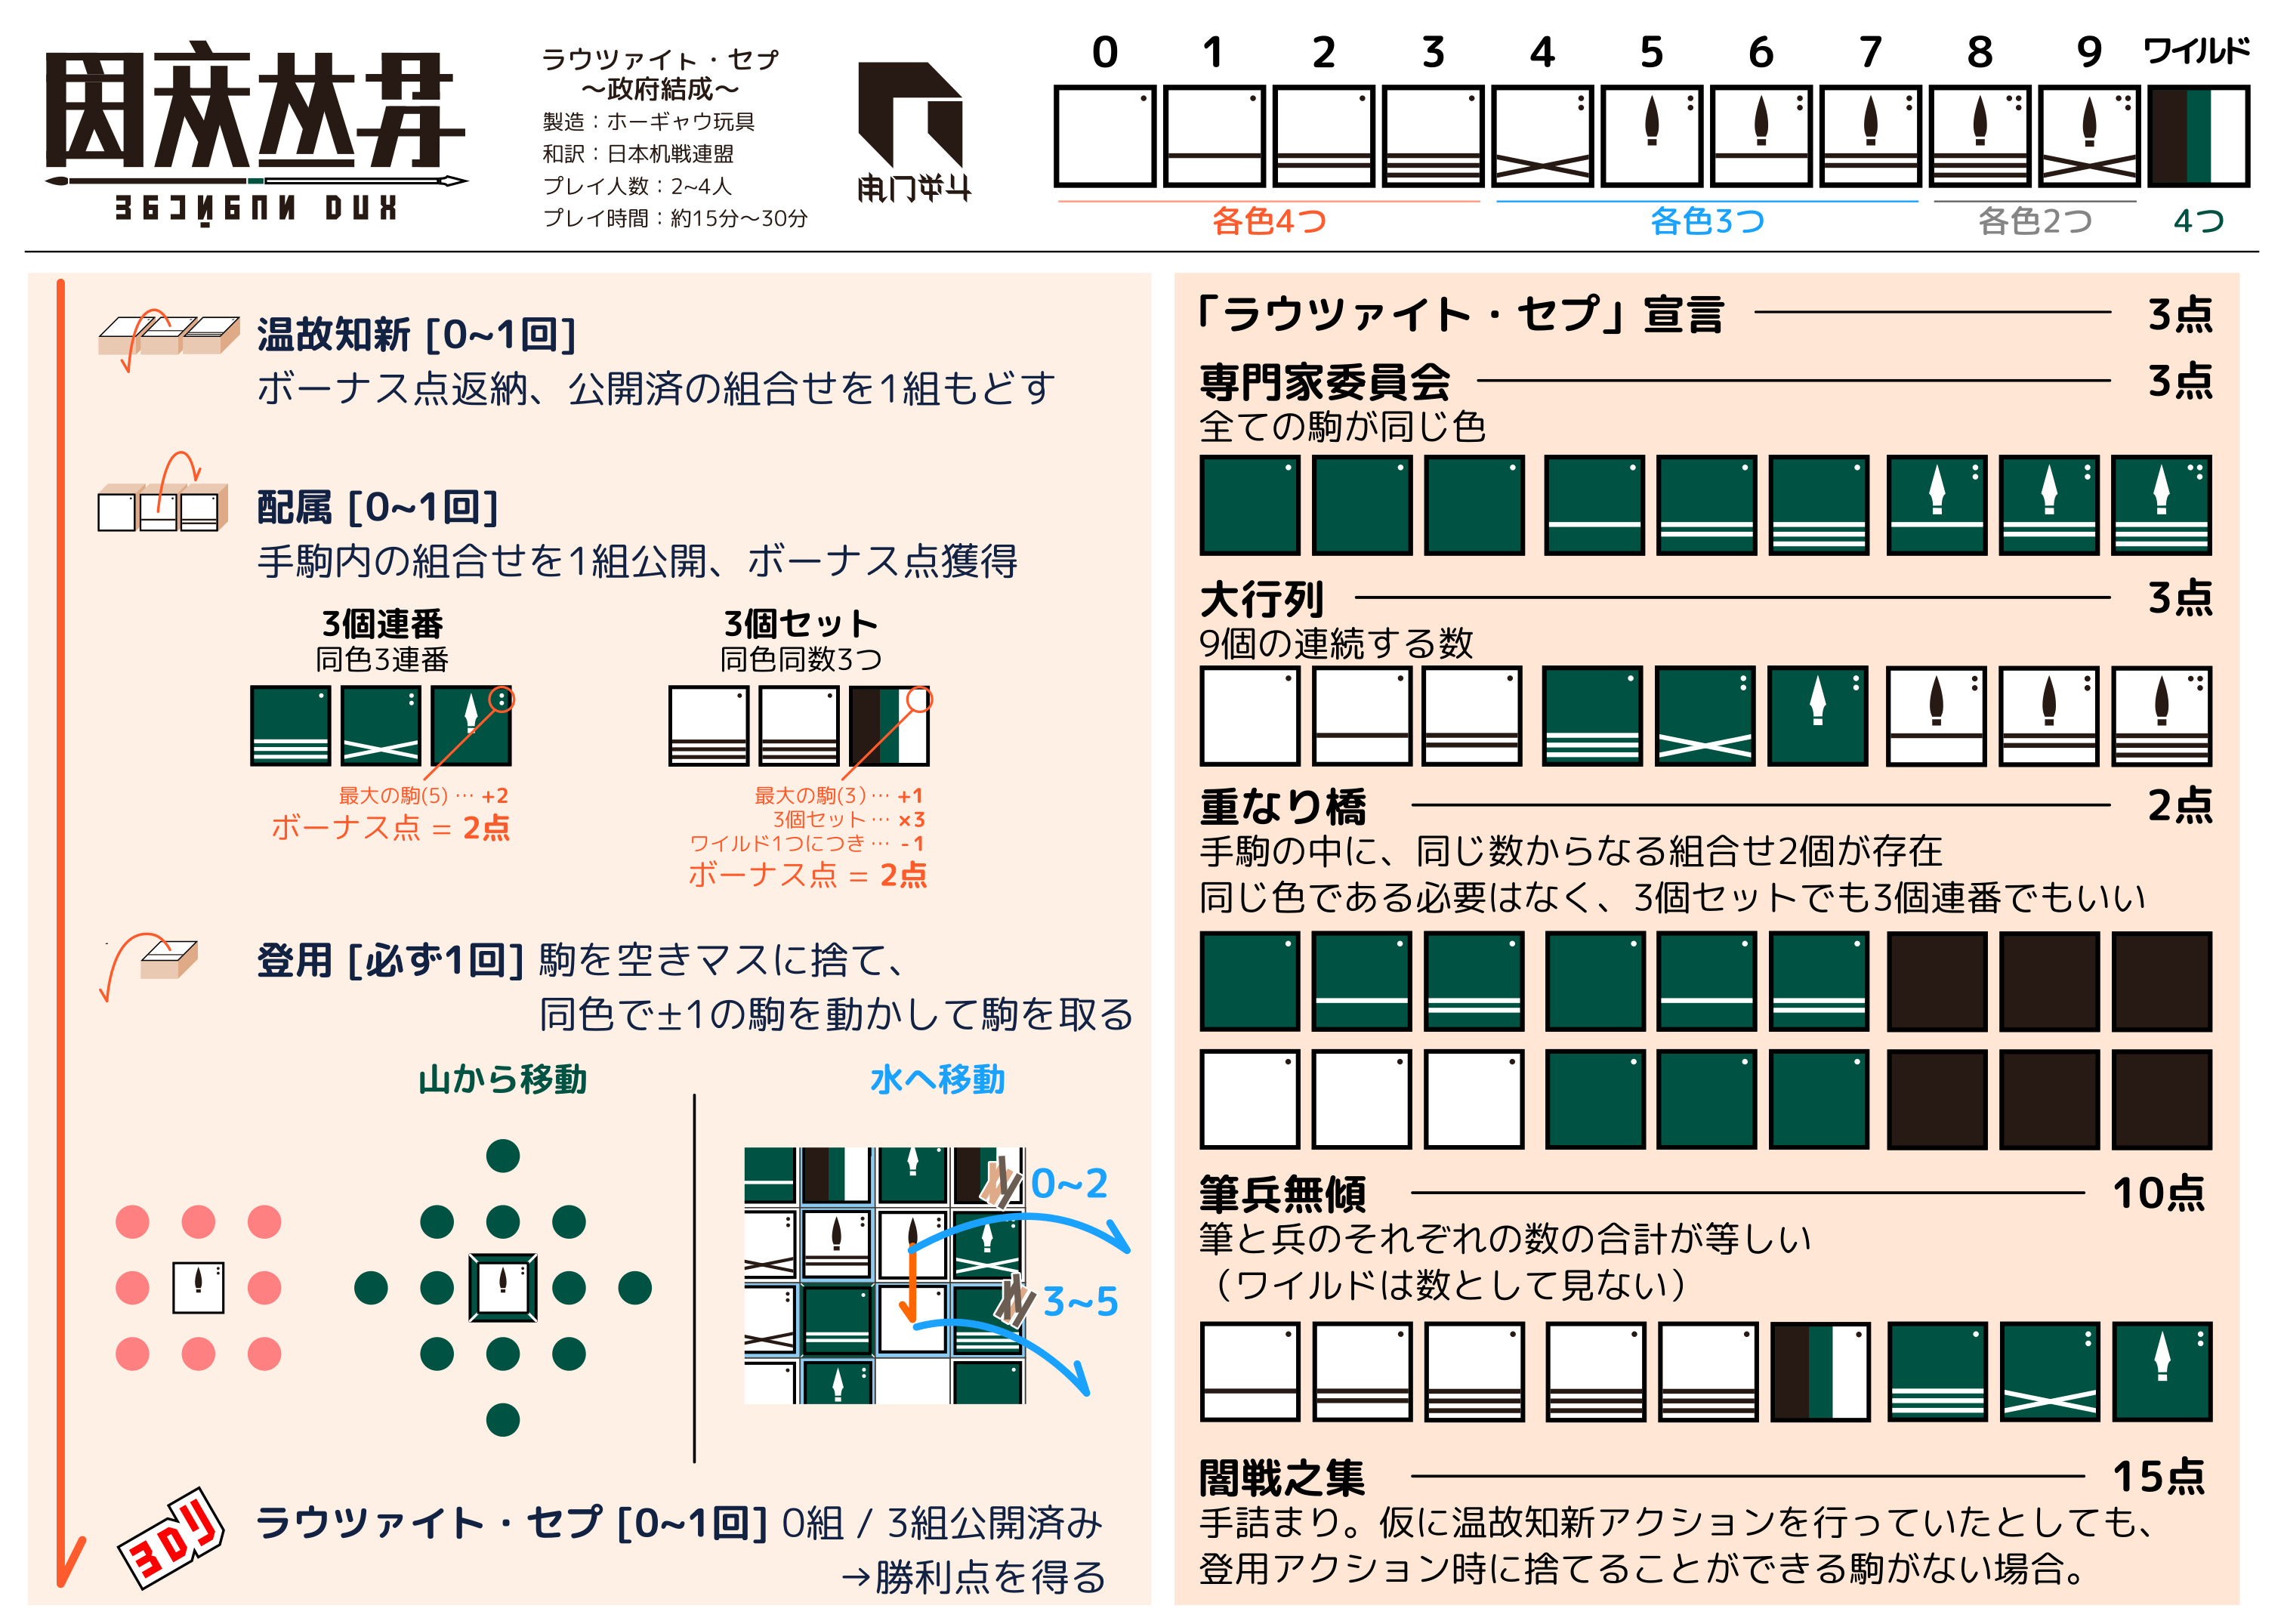 ラウツァイト・セプ
～政府結成～
製造：ホーギャウ玩具
和訳：日本机戦連盟
プレイ人数：2~4人
プレイ時間：約15分～30分
0 1 2 3 4 5 6 7 8 9 ワイルド
各色4つ 各色3つ 各色2つ 4つ
温故知新 [0~1回]
ボーナス点返納、公開済の組合せを1組もどす
配属 [0~1回]
手駒内の組合せを1組公開、ボーナス点獲得
3個連番 3個セット
同色3連番 同色同数3つ
最大の駒(5) … +2
ボーナス点 = 2点
最大の駒(3) … +1
3個セット … ×3
ワイルド1つにつき … -1
ボーナス点 = 2点
登用 [必ず1回] 駒を空きマスに捨て、
同色で±1の駒を動かして駒を取る
山から移動 水へ移動
0~2
3~5
ラウツァイト・セプ [0~1回] 0組 / 3組公開済み
→勝利点を得る
「ラウツァイト・セプ」宣言 3点
専門家委員会 3点
全ての駒が同じ色
大行列 3点
9個の連続する数
重なり橋 2点
手駒の中に、同じ数からなる組合せ2個が存在
同じ色である必要はなく、3個セットでも3個連番でもいい
筆兵無傾 10点
筆と兵のそれぞれの数の合計が等しい
（ワイルドは数として見ない）
闇戦之集 15点
手詰まり。仮に温故知新アクションを行っていたとしても、
登用アクション時に捨てることができる駒がない場合。